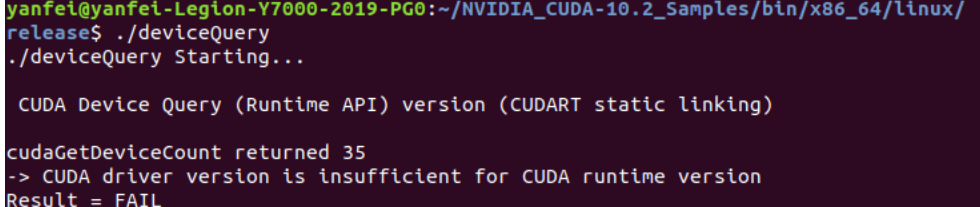 yanfei@yanfei-Legion-Y7000-2019-PG0:~/NVIDIA_CUDA-10.2_Samples/bin/x86_64/linux/
release$ ./deviceQuery
./deviceQuery Starting...
CUDA Device Query (Runtime API) version (CUDART static linking)
cudaGetDeviceCount returned 35
-> CUDA driver version is insufficient for CUDA runtime version
Result = FAIL